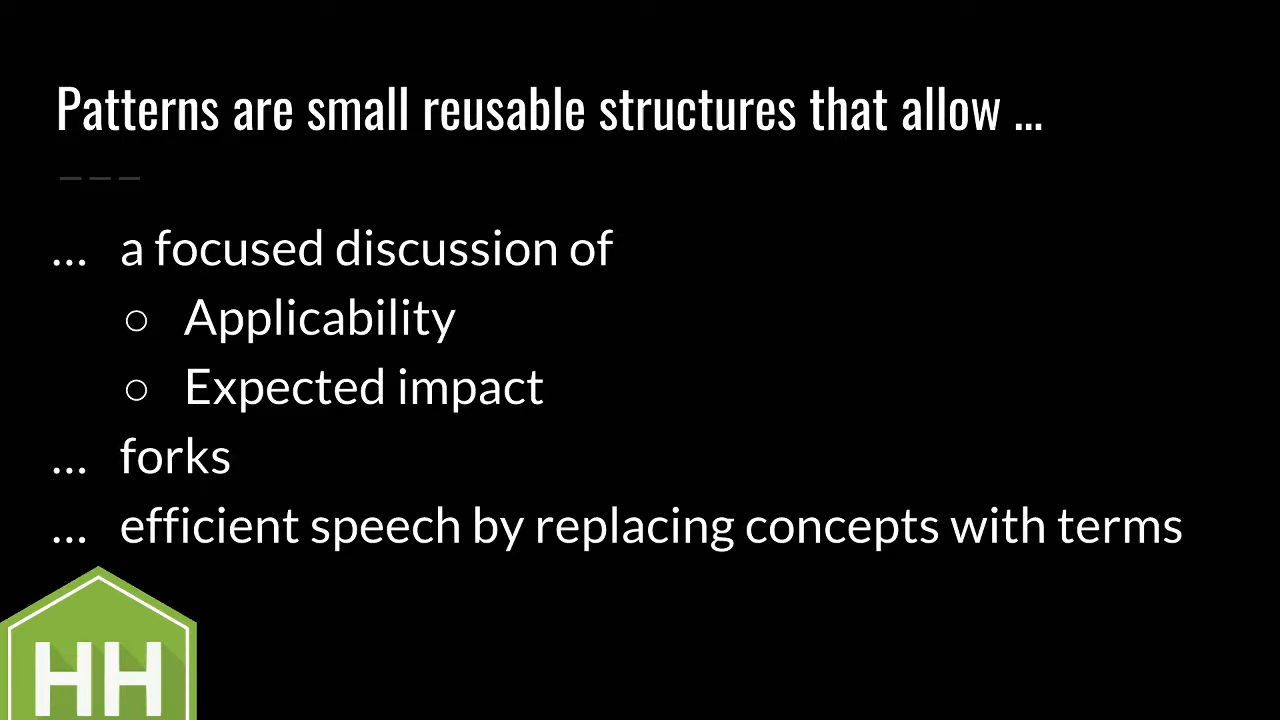 Patterns are small reusable structures that allow ...
... a focused discussion of
○ Applicability
○ Expected impact
... forks
... efficient speech by replacing concepts with terms
HH